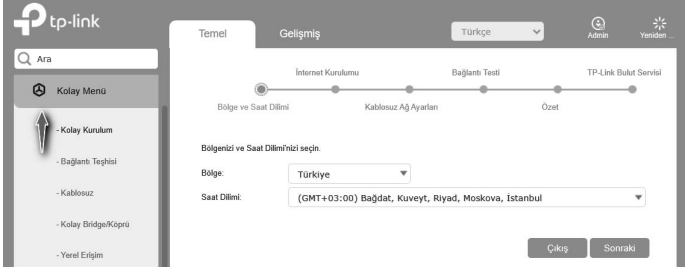 tp-link
Temel
Gelişmiş
Türkçe
Admin
Yeniden ...
Ara
Kolay Menü
- Kolay Kurulum
- Bağlantı Teşhisi
- Kablosuz
- Kolay Bridge/Köprü
- Yerel Erişim
İnternet Kurulumu
Bağlantı Testi
TP-Link Bulut Servisi
Bölge ve Saat Dilimi
Kablosuz Ağ Ayarları
Özet
Bölgenizi ve Saat Dilimi'nizi seçin.
Bölge:
Türkiye
Saat Dilimi:
(GMT+03:00) Bağdat, Kuveyt, Riyad, Moskova, İstanbul
Çıkış
Sonraki